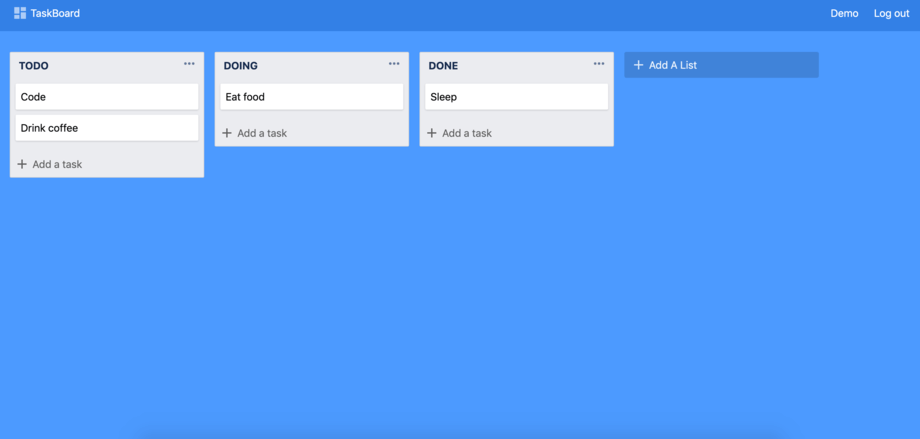 TaskBoard
Demo
Log out
TODO
Code
Drink coffee
Add a task
DOING
Eat food
Add a task
DONE
Sleep
Add a task
Add A List